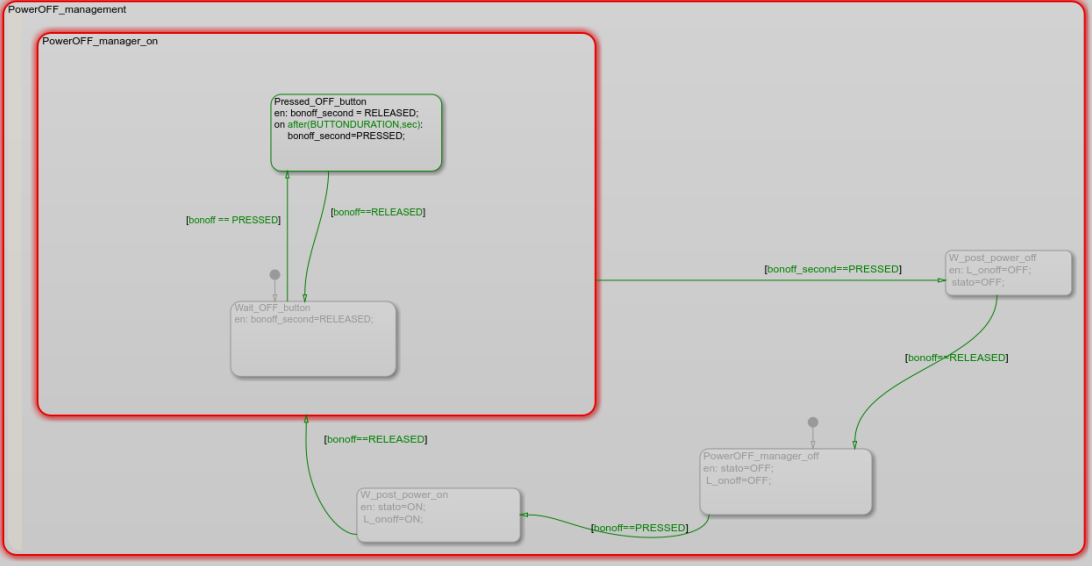 PowerOFF_management
PowerOFF_manager_on
Pressed_OFF_button
en: bonoff_second = RELEASED;
on after(BUTTONDURATION,sec):
bonoff_second=PRESSED;
[bonoff == PRESSED]
[bonoff==RELEASED]
Wait_OFF_button
en: bonoff_second=RELEASED;
[bonoff_second==PRESSED]
W_post_power_off
en: L_onoff=OFF;
stato=OFF;
[bonoff==RELEASED]
PowerOFF_manager_off
en: stato=OFF;
L_onoff=OFF;
[bonoff==PRESSED]
W_post_power_on
en: stato=ON;
L_onoff=ON;
[bonoff==RELEASED]